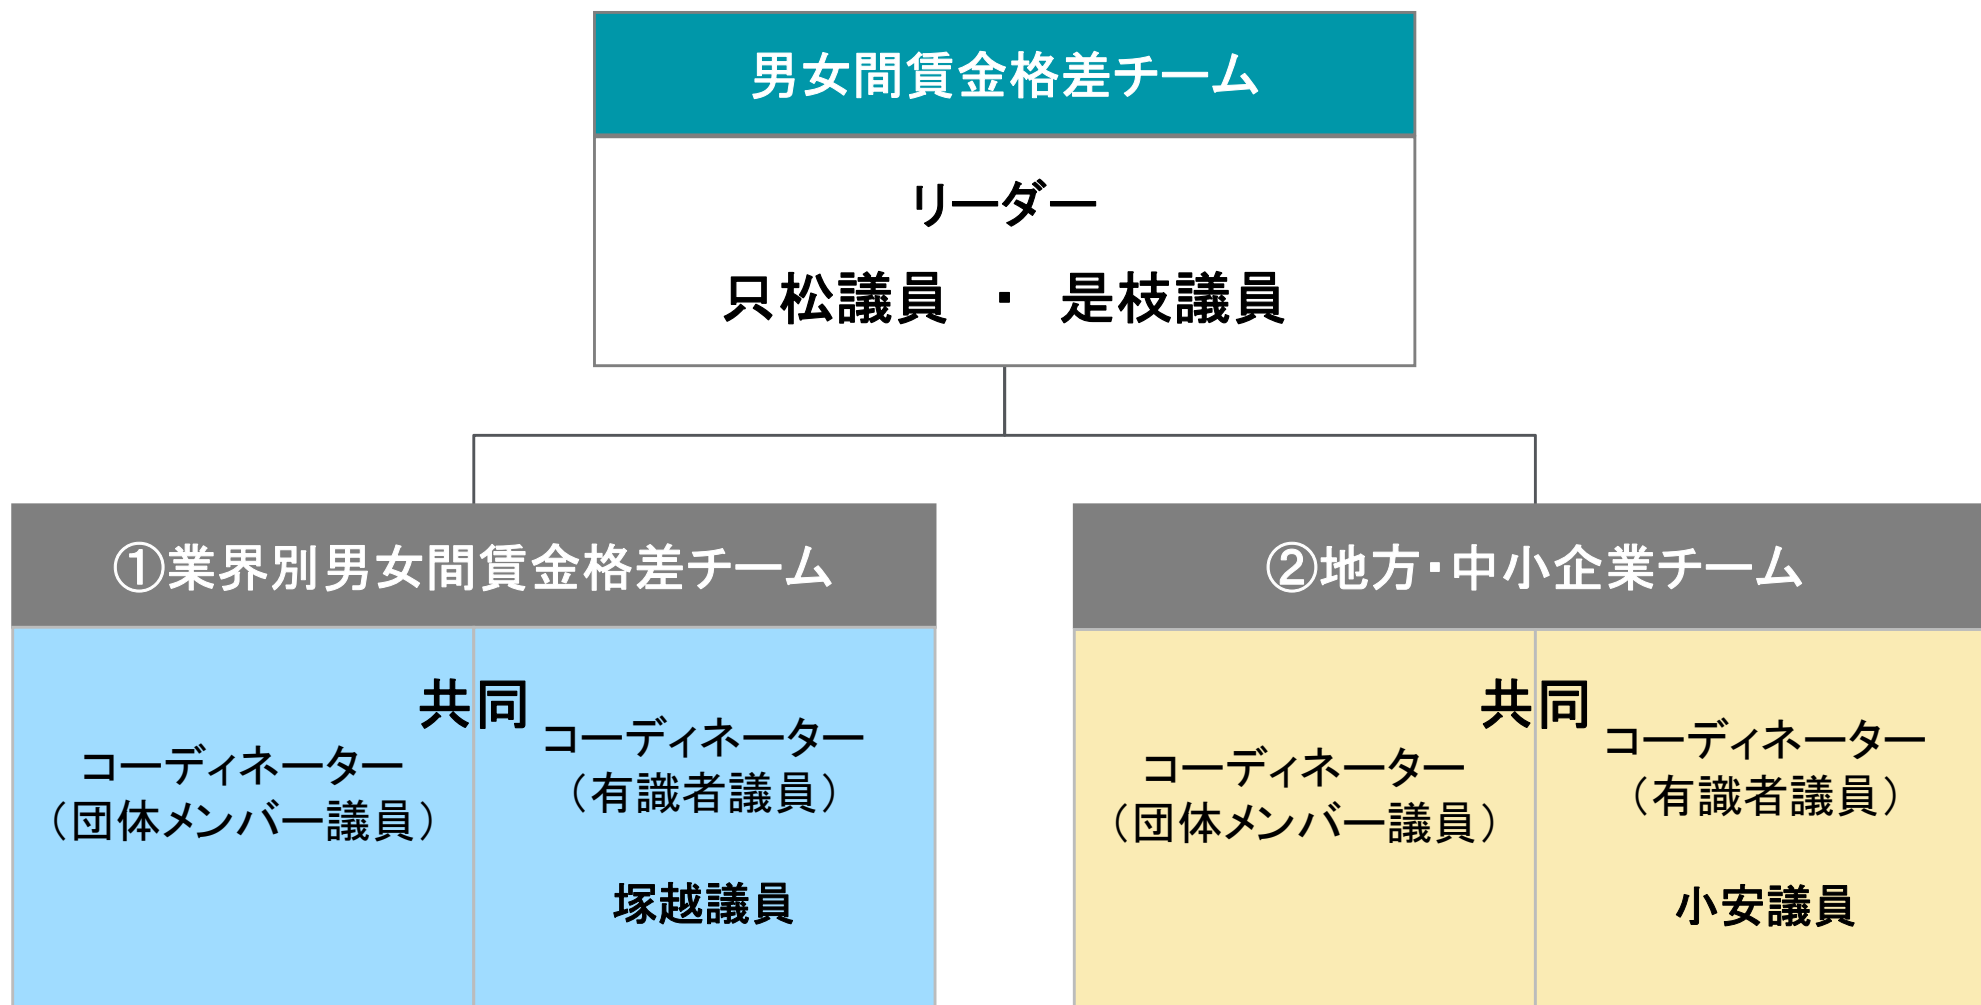 男女間賃金格差チーム
リーダー
只松議員 ・ 是枝議員
①業界別男女間賃金格差チーム
共同
コーディネーター
（団体メンバー議員）
コーディネーター
（有識者議員）
塚越議員
②地方・中小企業チーム
共同
コーディネーター
（団体メンバー議員）
コーディネーター
（有識者議員）
小安議員